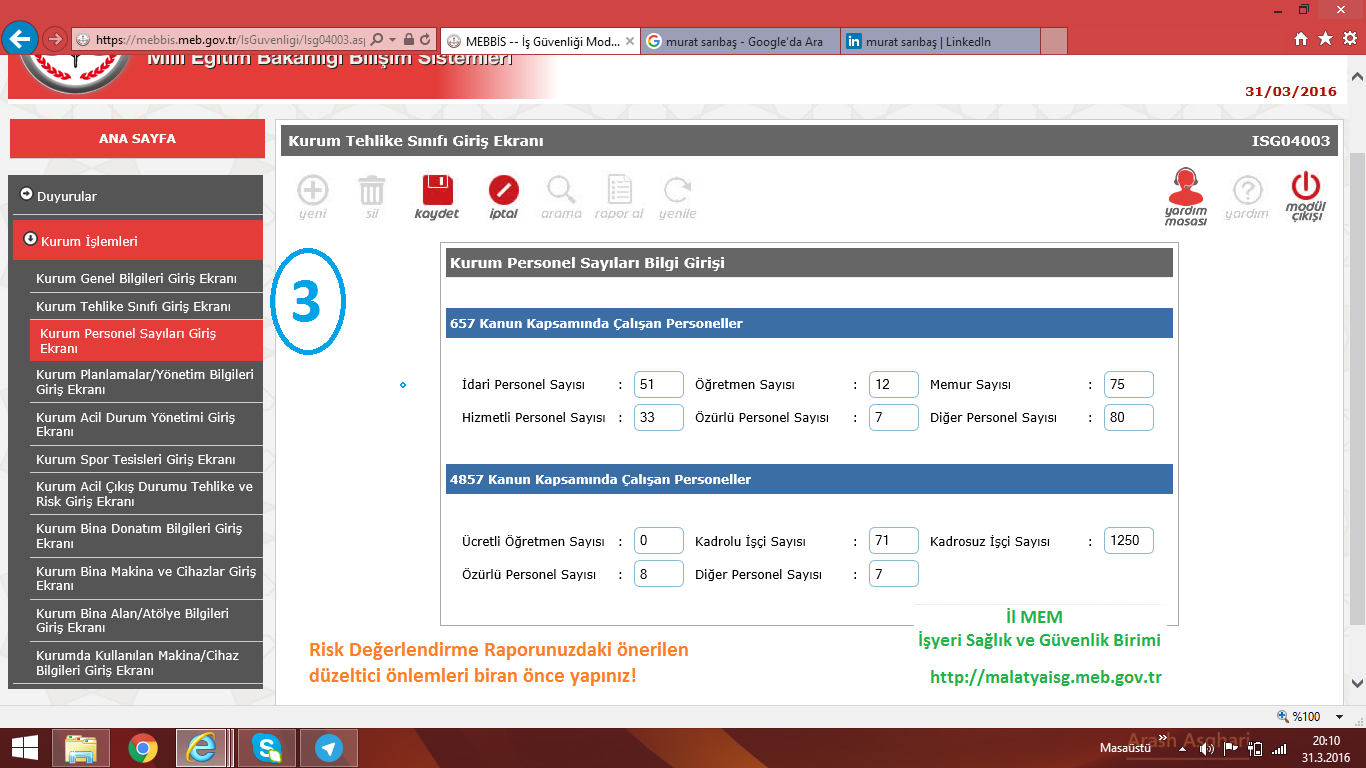 https://mebbis.meb.gov.tr/IsGuvenligi/Isg04003.asp
MEBBİS -- İş Güvenliği Mod...
murat sarıbaş - Google'da Ara
murat sarıbaş | LinkedIn
Milli Eğitim Bakanlığı Bilişim Sistemleri
31/03/2016
ANA SAYFA
Duyurular
Kurum İşlemleri
Kurum Genel Bilgileri Giriş Ekranı
Kurum Tehlike Sınıfı Giriş Ekranı
Kurum Personel Sayıları Giriş
Ekranı
Kurum Planlamalar/Yönetim Bilgileri
Giriş Ekranı
Kurum Acil Durum Yönetimi Giriş
Ekranı
Kurum Spor Tesisleri Giriş Ekranı
Kurum Acil Çıkış Durumu Tehlike ve
Risk Giriş Ekranı
Kurum Bina Donatım Bilgileri Giriş
Ekranı
Kurum Bina Makina ve Cihazlar Giriş
Ekranı
Kurum Bina Alan/Atölye Bilgileri
Giriş Ekranı
Kurumda Kullanılan Makina/Cihaz
Bilgileri Giriş Ekranı
Kurum Tehlike Sınıfı Giriş Ekranı ISG04003
yeni sil kaydet iptal arama rapor al yenile
yardım masası yardım modül çıkışı
3
Kurum Personel Sayıları Bilgi Girişi
657 Kanun Kapsamında Çalışan Personeller
İdari Personel Sayısı : 51 Öğretmen Sayısı : 12 Memur Sayısı : 75
Hizmetli Personel Sayısı : 33 Özürlü Personel Sayısı : 7 Diğer Personel Sayısı : 80
4857 Kanun Kapsamında Çalışan Personeller
Ücretli Öğretmen Sayısı : 0 Kadrolu İşçi Sayısı : 71 Kadrosuz İşçi Sayısı : 1250
Özürlü Personel Sayısı : 8 Diğer Personel Sayısı : 7
İl MEM
İşyeri Sağlık ve Güvenlik Birimi
http://malatyaisg.meb.gov.tr
Risk Değerlendirme Raporunuzdaki önerilen
düzeltici önlemleri biran önce yapınız!
%100
Arash Asghari
Masaüstü
20:10
31.3.2016